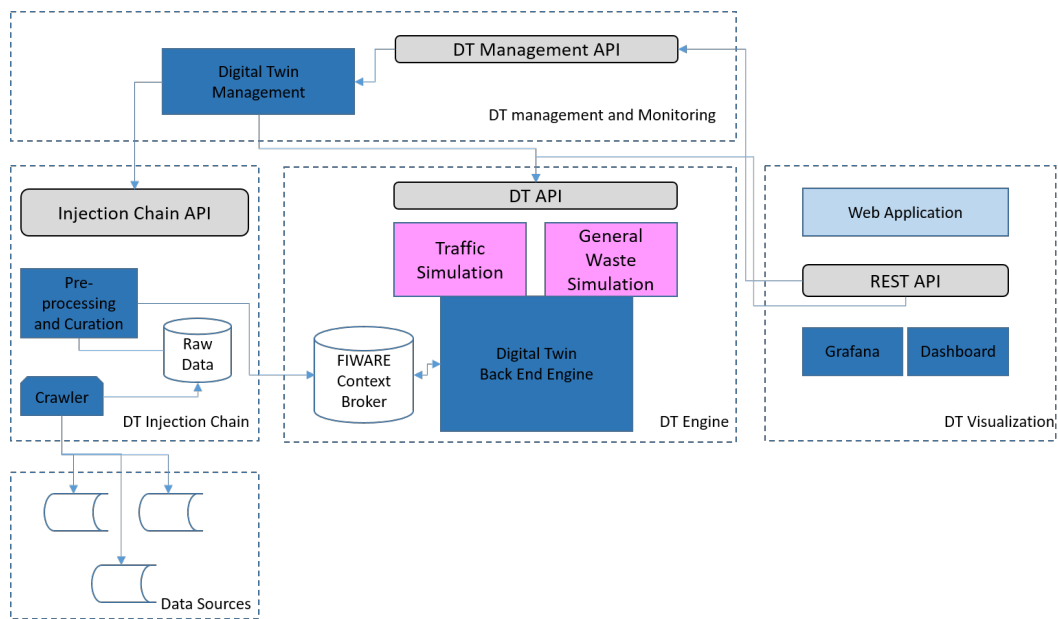 DT Management API
Digital Twin
Management
DT management and Monitoring
Injection Chain API
Pre-
processing
and Curation
Raw
Data
Crawler
DT Injection Chain
DT API
Traffic
Simulation
General
Waste
Simulation
FIWARE
Context
Broker
Digital Twin
Back End Engine
DT Engine
Web Application
REST API
Grafana
Dashboard
DT Visualization
Data Sources